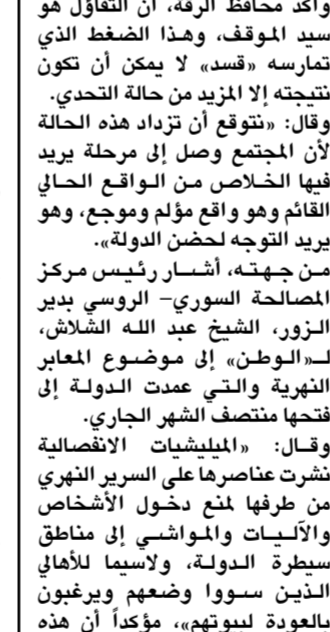 وأكد محافظ الرقة، أن التفاؤل هو
سيد الموقف، وهذا الضغط الذي
تمارسه «قسد» لا يمكن أن تكون
نتيجته إلا المزيد من حالة التحدي.
وقال: «نتوقع أن تزداد هذه الحالة
لأن المجتمع وصل إلى مرحلة يريد
فيها الخلاص من الواقع الحالي
القائم وهو واقع مؤلم وموجع، وهو
يريد التوجه لحضن الدولة».
من جهته، أشار رئيس مركز
المصالحة السوري– الروسي بدير
الزور، الشيخ عبد الله الشلاش،
لـ«الوطن» إلى موضوع المعابر
النهرية والتي عمدت الدولة إلى
فتحها منتصف الشهر الجاري.
وقال: «الميليشيات الانفصالية
نشرت عناصرها على السرير النهري
من طرفها لمنع دخول الأشخاص
والآليات والمواشي إلى مناطق
سيطرة الدولة، ولاسيما للأهالي
الذين سووا وضعهم ويرغبون
بالعودة لبيوتهم»، مؤكداً أن هذه